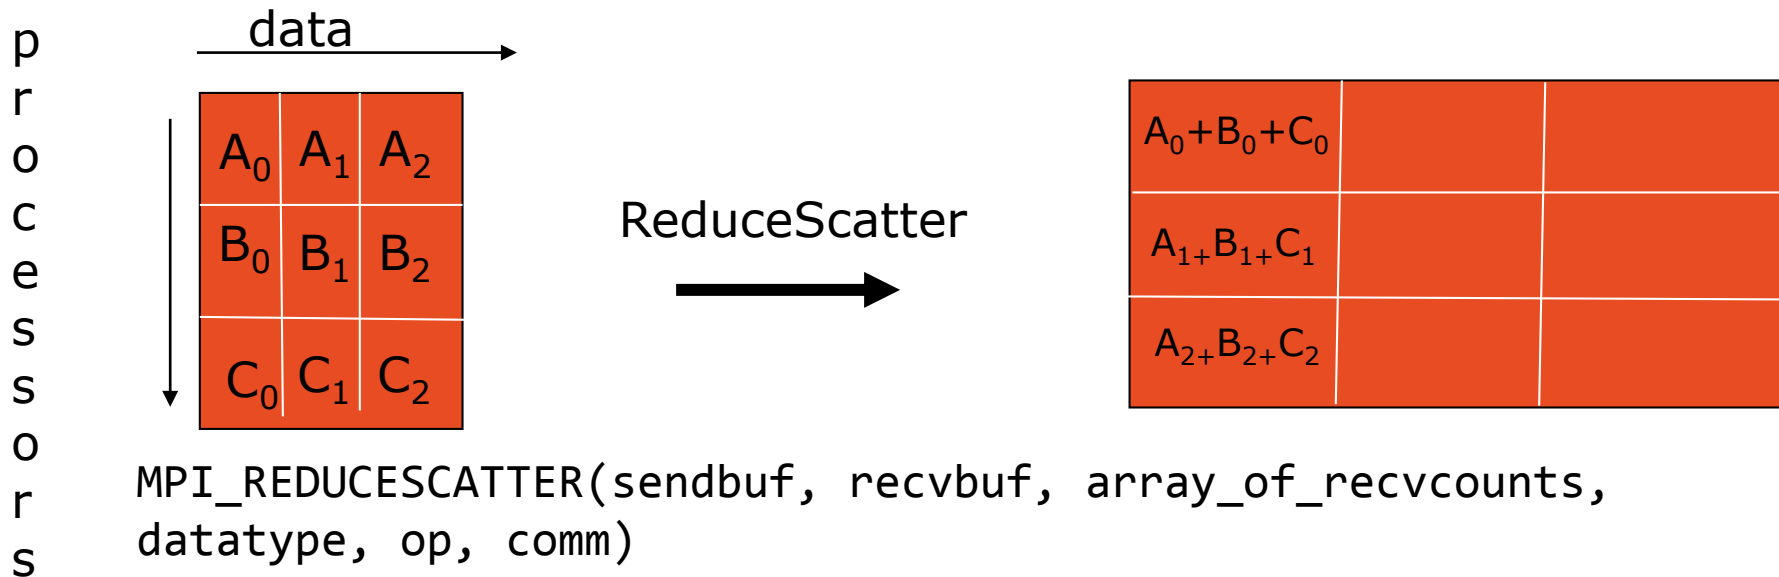 processors
data
A₀ A₁ A₂
B₀ B₁ B₂
C₀ C₁ C₂
ReduceScatter
A₀+B₀+C₀
A₁₊B₁₊C₁
A₂₊B₂₊C₂
MPI_REDUCESCATTER(sendbuf, recvbuf, array_of_recvcounts,
datatype, op, comm)